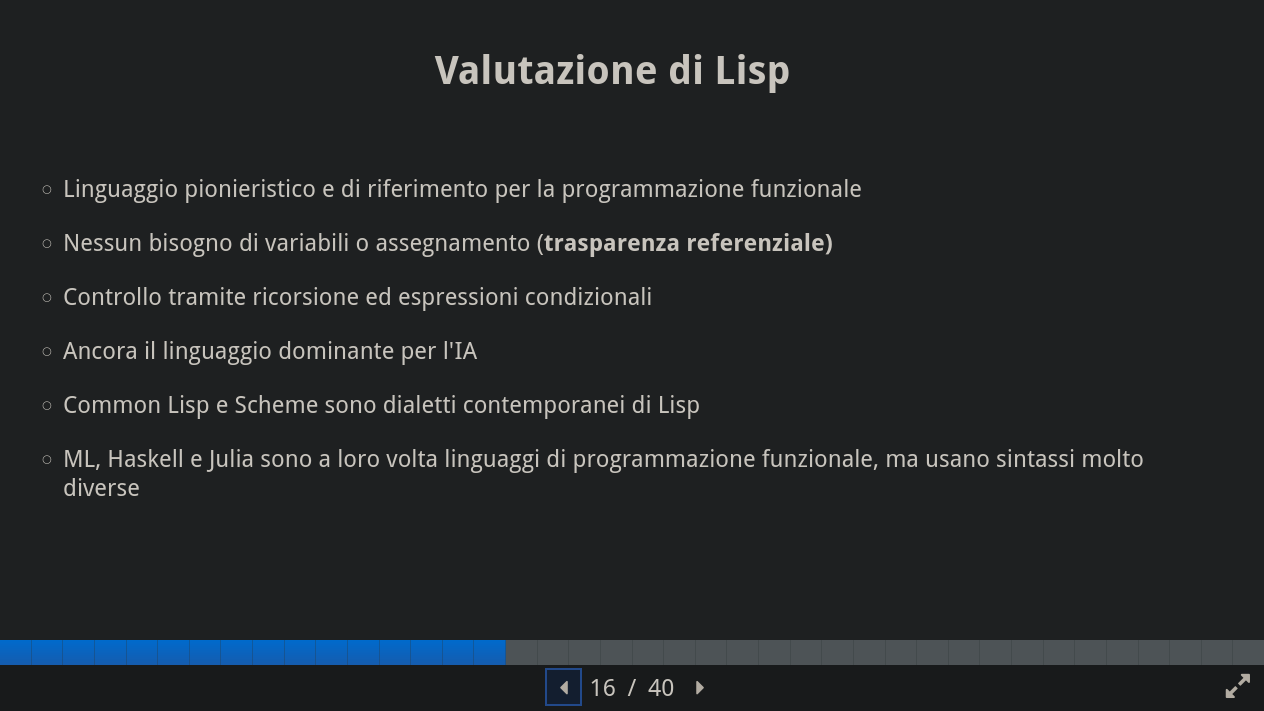 Valutazione di Lisp
○ Linguaggio pionieristico e di riferimento per la programmazione funzionale
○ Nessun bisogno di variabili o assegnamento (trasparenza referenziale)
○ Controllo tramite ricorsione ed espressioni condizionali
○ Ancora il linguaggio dominante per l'IA
○ Common Lisp e Scheme sono dialetti contemporanei di Lisp
○ ML, Haskell e Julia sono a loro volta linguaggi di programmazione funzionale, ma usano sintassi molto
diverse
16 / 40